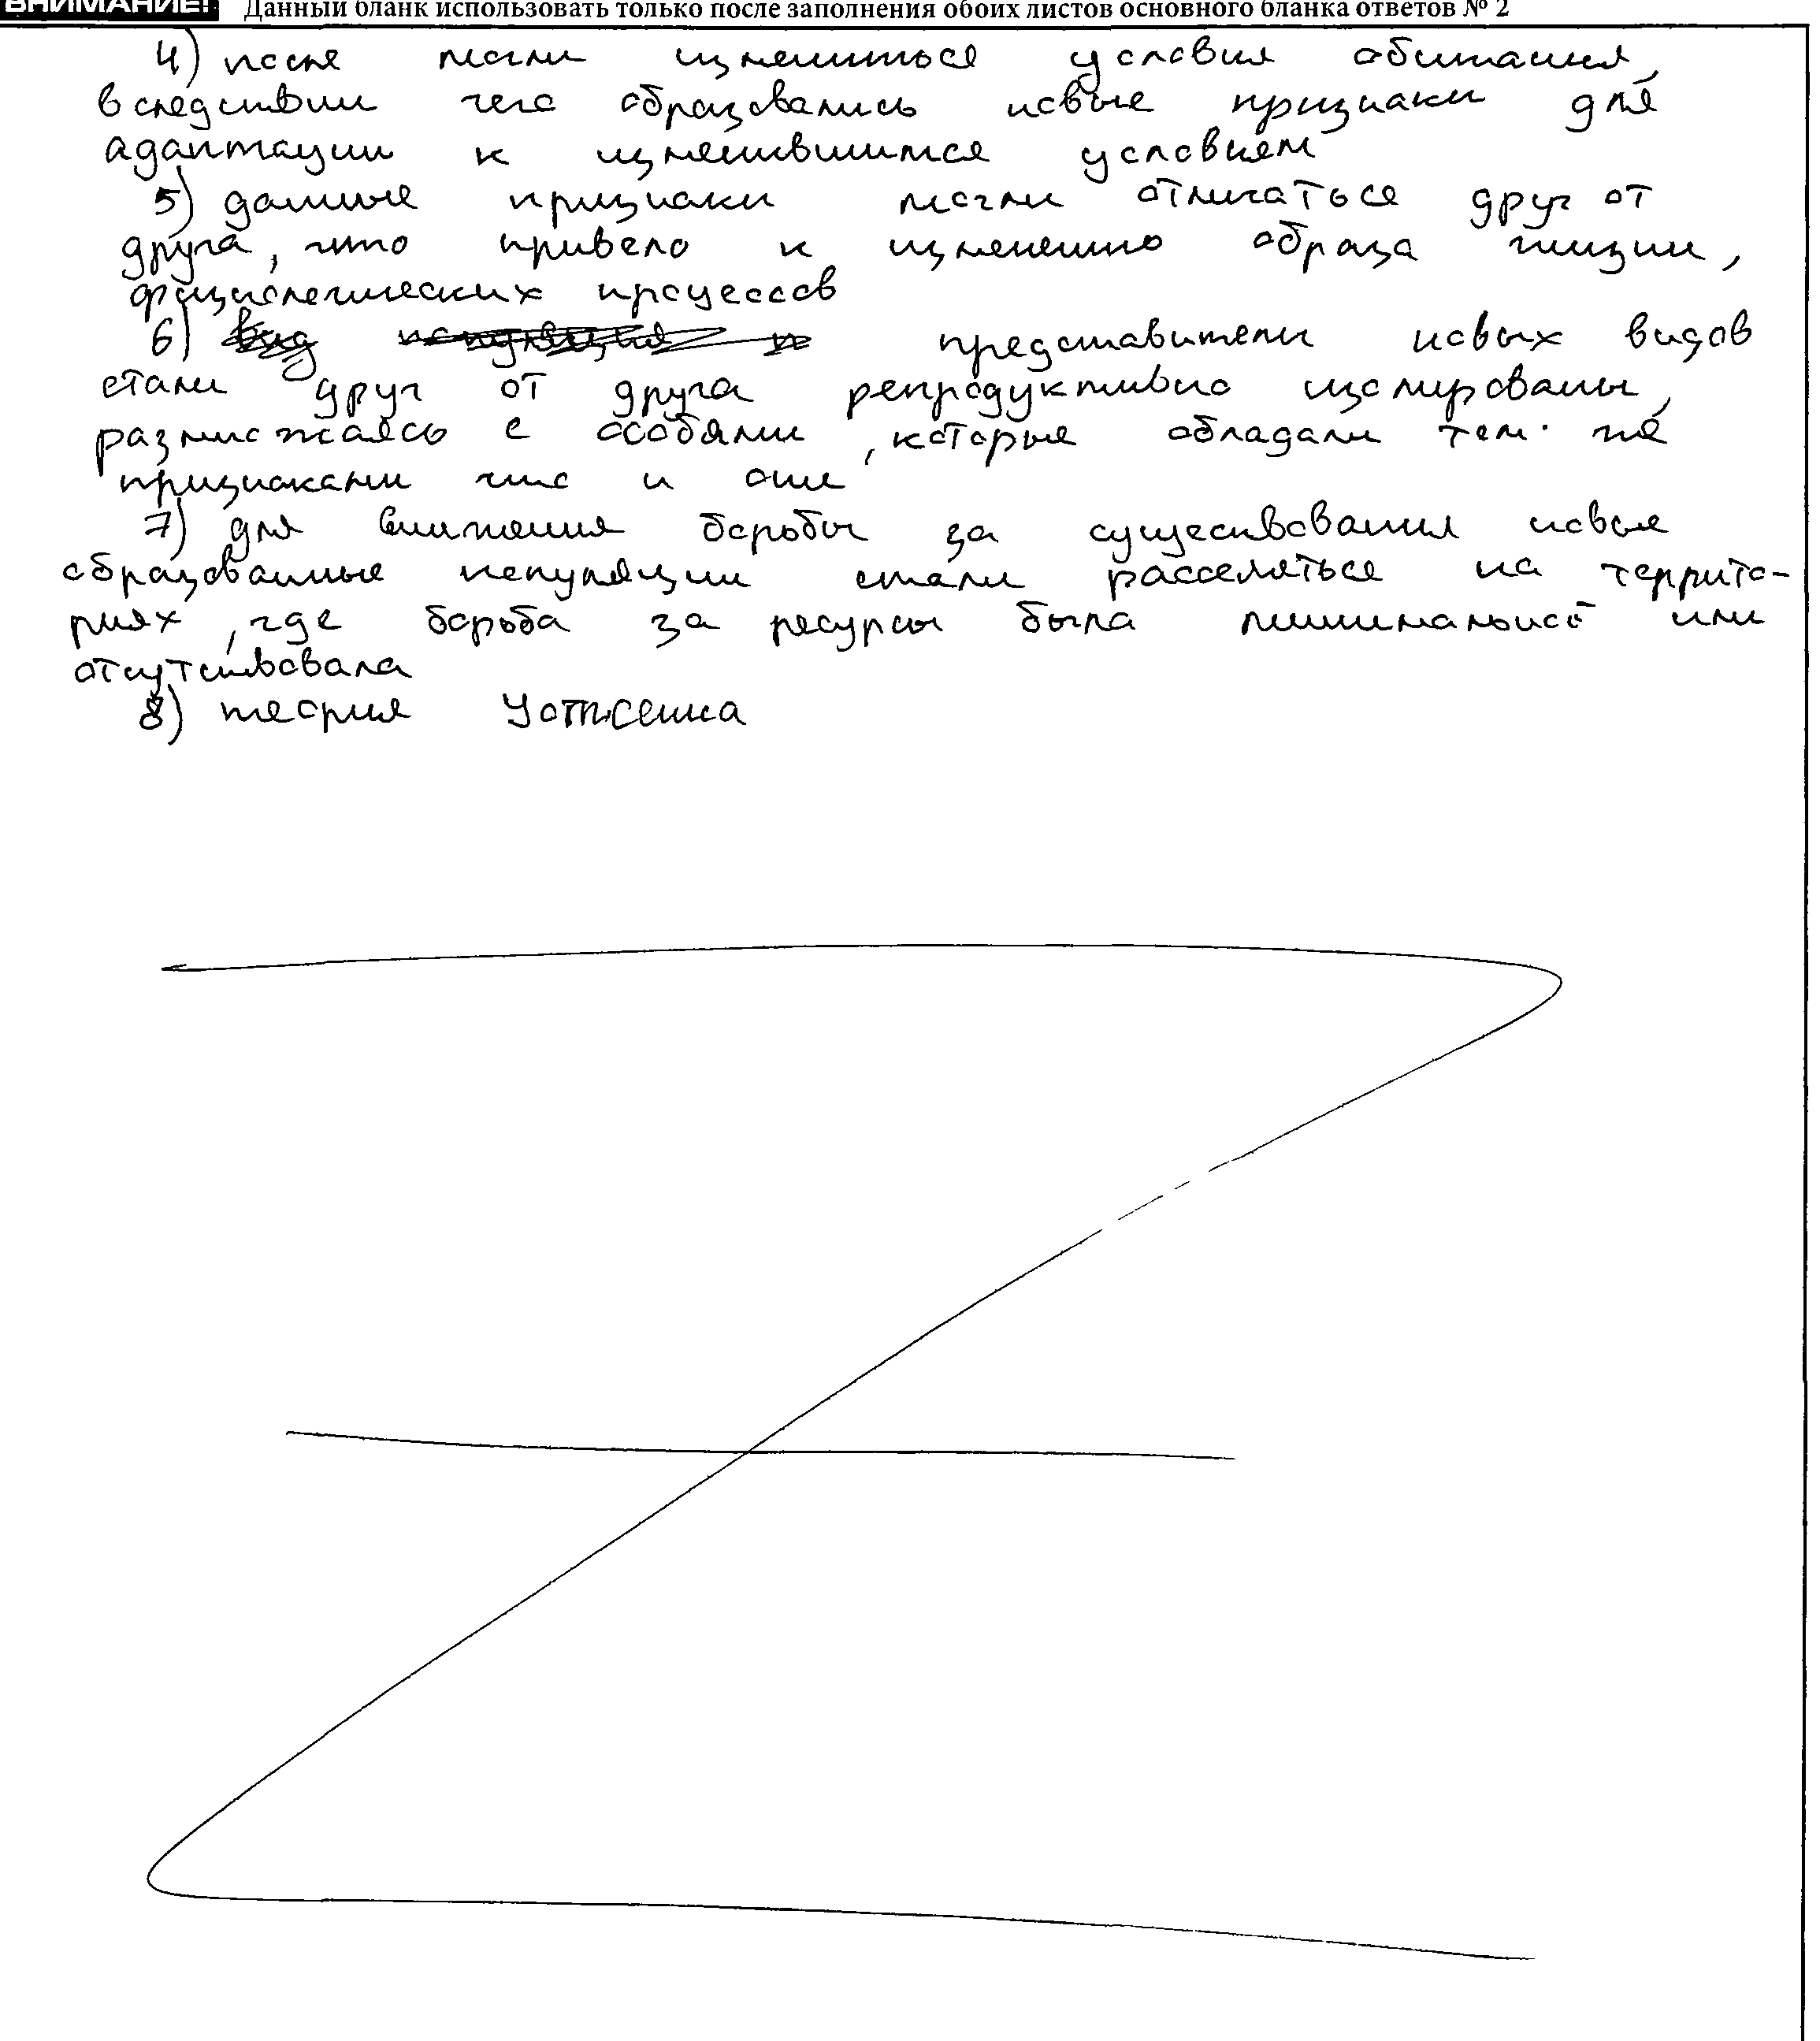 ВНИМАНИЕ! Данный бланк использовать только после заполнения обоих листов основного бланка ответов № 2
4) после могли измениться условия обитания,
вследствии чего образовались новые признаки для
адаптации к изменившимся условиям
5) данные признаки могли отличаться друг от
друга, что привело к изменению образа жизни,
физиологических процессов
6) представители новых видов
стали друг от друга репродуктивно изолированы,
размножаясь с особями, которые обладали тем же
признаками что и они
7) для снижения борьбы за существования новые
образованные популяции стали расселяться на террито-
риях, где борьба за ресурсы была минимальной или
отсутствовала
8) теория Уотксенна